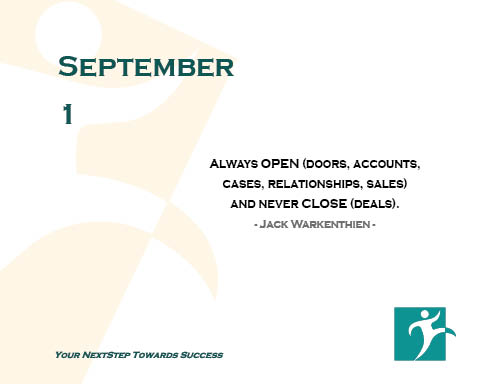 September
1
Always OPEN (doors, accounts,
cases, relationships, sales)
and never CLOSE (deals).
- Jack Warkenthien -
Your NextStep Towards Success